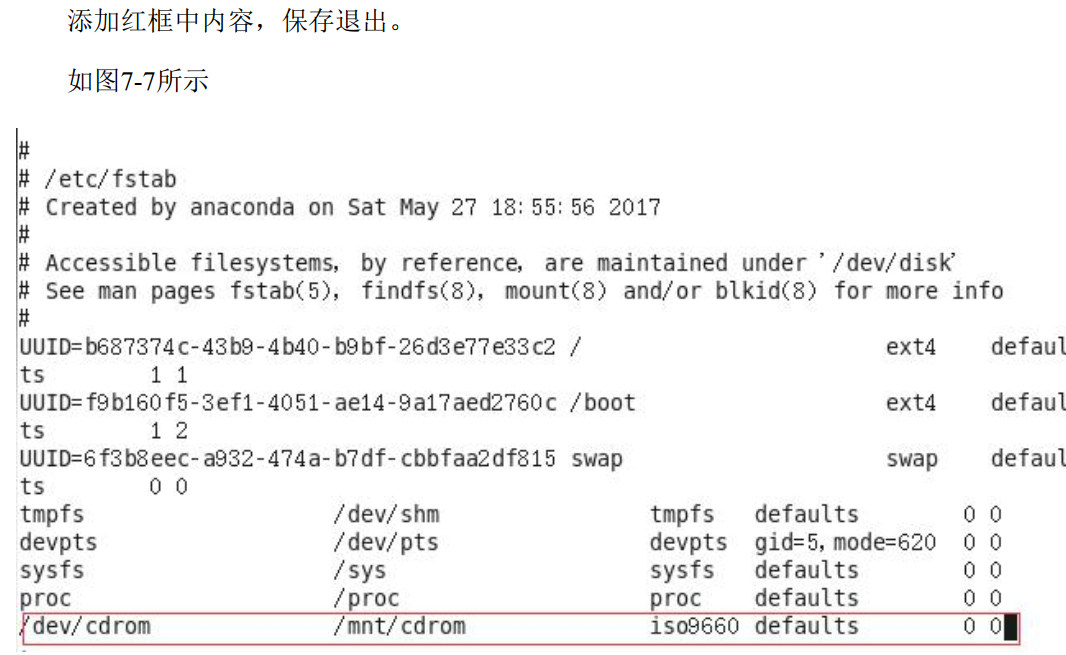 添加红框中内容，保存退出。
如图7-7所示
#
# /etc/fstab
# Created by anaconda on Sat May 27 18:55:56 2017
#
# Accessible filesystems, by reference, are maintained under '/dev/disk'
# See man pages fstab(5), findfs(8), mount(8) and/or blkid(8) for more info
#
UUID=b687374c-43b9-4b40-b9bf-26d3e77e33c2 / ext4 defaul
ts 1 1
UUID=f9b160f5-3ef1-4051-ae14-9a17aed2760c /boot ext4 defaul
ts 1 2
UUID=6f3b8eec-a932-474a-b7df-cbbfaa2df815 swap swap defaul
ts 0 0
tmpfs /dev/shm tmpfs defaults 0 0
devpts /dev/pts devpts gid=5,mode=620 0 0
sysfs /sys sysfs defaults 0 0
proc /proc proc defaults 0 0
/dev/cdrom /mnt/cdrom iso9660 defaults 0 0